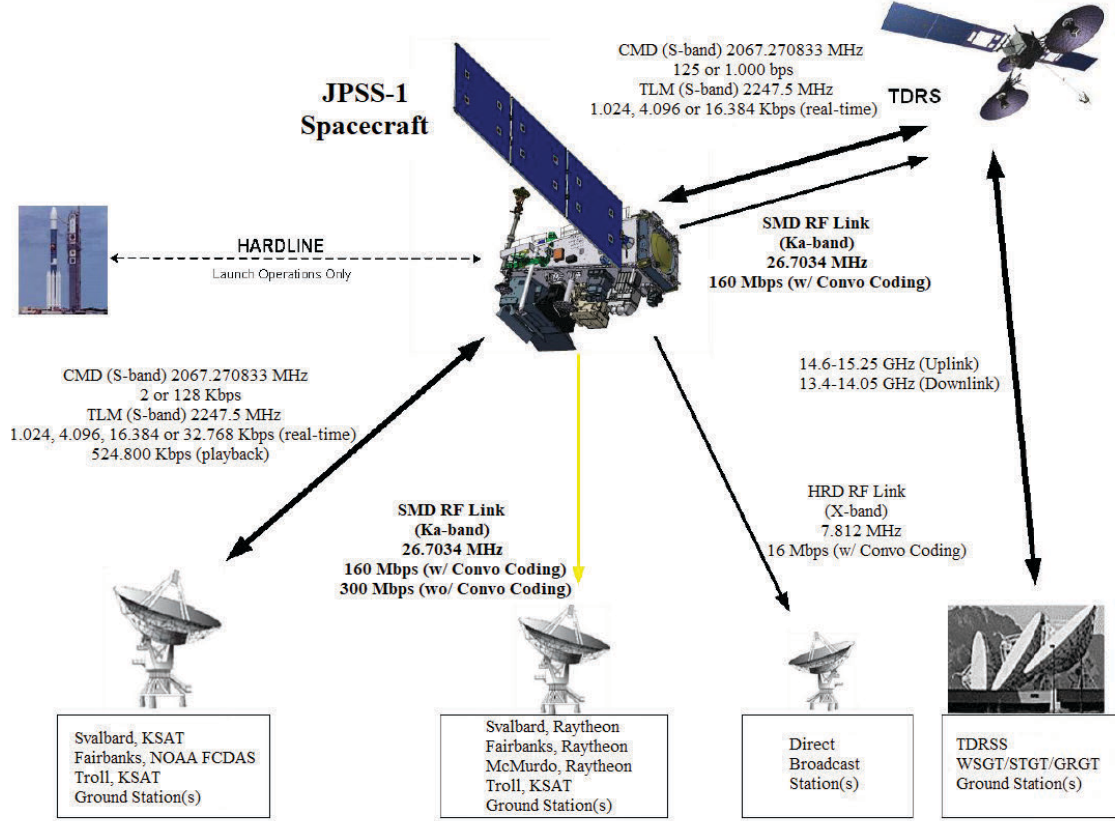 JPSS-1
Spacecraft
CMD (S-band) 2067.270833 MHz
125 or 1.000 bps
TLM (S-band) 2247.5 MHz
1.024, 4.096 or 16.384 Kbps (real-time)
TDRS
HARDLINE
Launch Operations Only
SMD RF Link
(Ka-band)
26.7034 MHz
160 Mbps (w/ Convo Coding)
CMD (S-band) 2067.270833 MHz
2 or 128 Kbps
TLM (S-band) 2247.5 MHz
1.024, 4.096, 16.384 or 32.768 Kbps (real-time)
524.800 Kbps (playback)
14.6-15.25 GHz (Uplink)
13.4-14.05 GHz (Downlink)
SMD RF Link
(Ka-band)
26.7034 MHz
160 Mbps (w/ Convo Coding)
300 Mbps (wo/ Convo Coding)
HRD RF Link
(X-band)
7.812 MHz
16 Mbps (w/ Convo Coding)
Svalbard, KSAT
Fairbanks, NOAA FCDAS
Troll, KSAT
Ground Station(s)
Svalbard, Raytheon
Fairbanks, Raytheon
McMurdo, Raytheon
Troll, KSAT
Ground Station(s)
Direct
Broadcast
Station(s)
TDRSS
WSGT/STGT/GRGT
Ground Station(s)